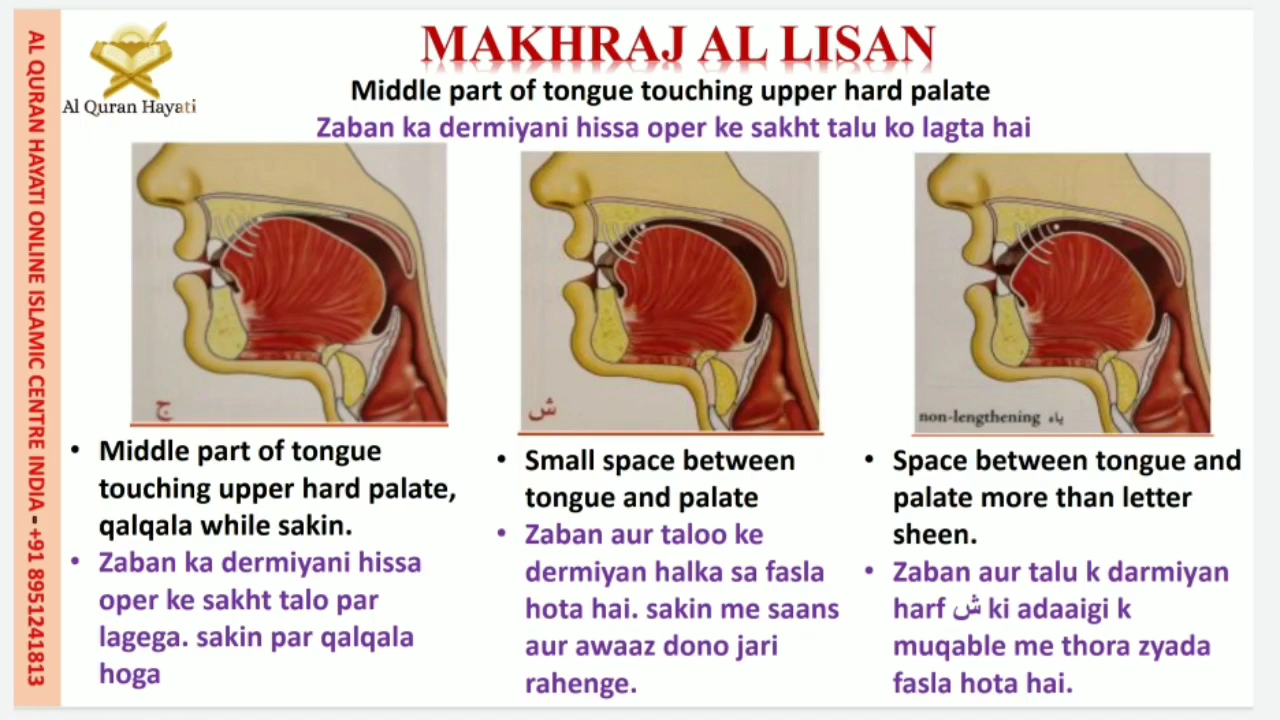 AL QURAN HAYATI ONLINE ISLAMIC CENTRE INDIA - +91 8951241813
Al Quran Hayati
MAKHRAJ AL LISAN
Middle part of tongue touching upper hard palate
Zaban ka dermiyani hissa oper ke sakht talu ko lagta hai
ج
• Middle part of tongue
touching upper hard palate,
qalqala while sakin.
• Zaban ka dermiyani hissa
oper ke sakht talo par
lagega. sakin par qalqala
hoga
ش
• Small space between
tongue and palate
• Zaban aur taloo ke
dermiyan halka sa fasla
hota hai. sakin me saans
aur awaaz dono jari
rahenge.
non-lengthening ياء
• Space between tongue and
palate more than letter
sheen.
• Zaban aur talu k darmiyan
harf ش ki adaaigi k
muqable me thora zyada
fasla hota hai.